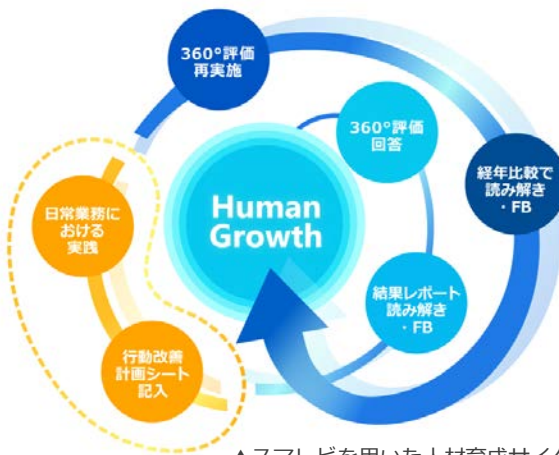 360°評価
再実施
360°評価
回答
経年比較で
読み解き
・FB
Human
Growth
日常業務に
おける
実践
結果レポート
読み解き
・FB
行動改善
計画シート
記入